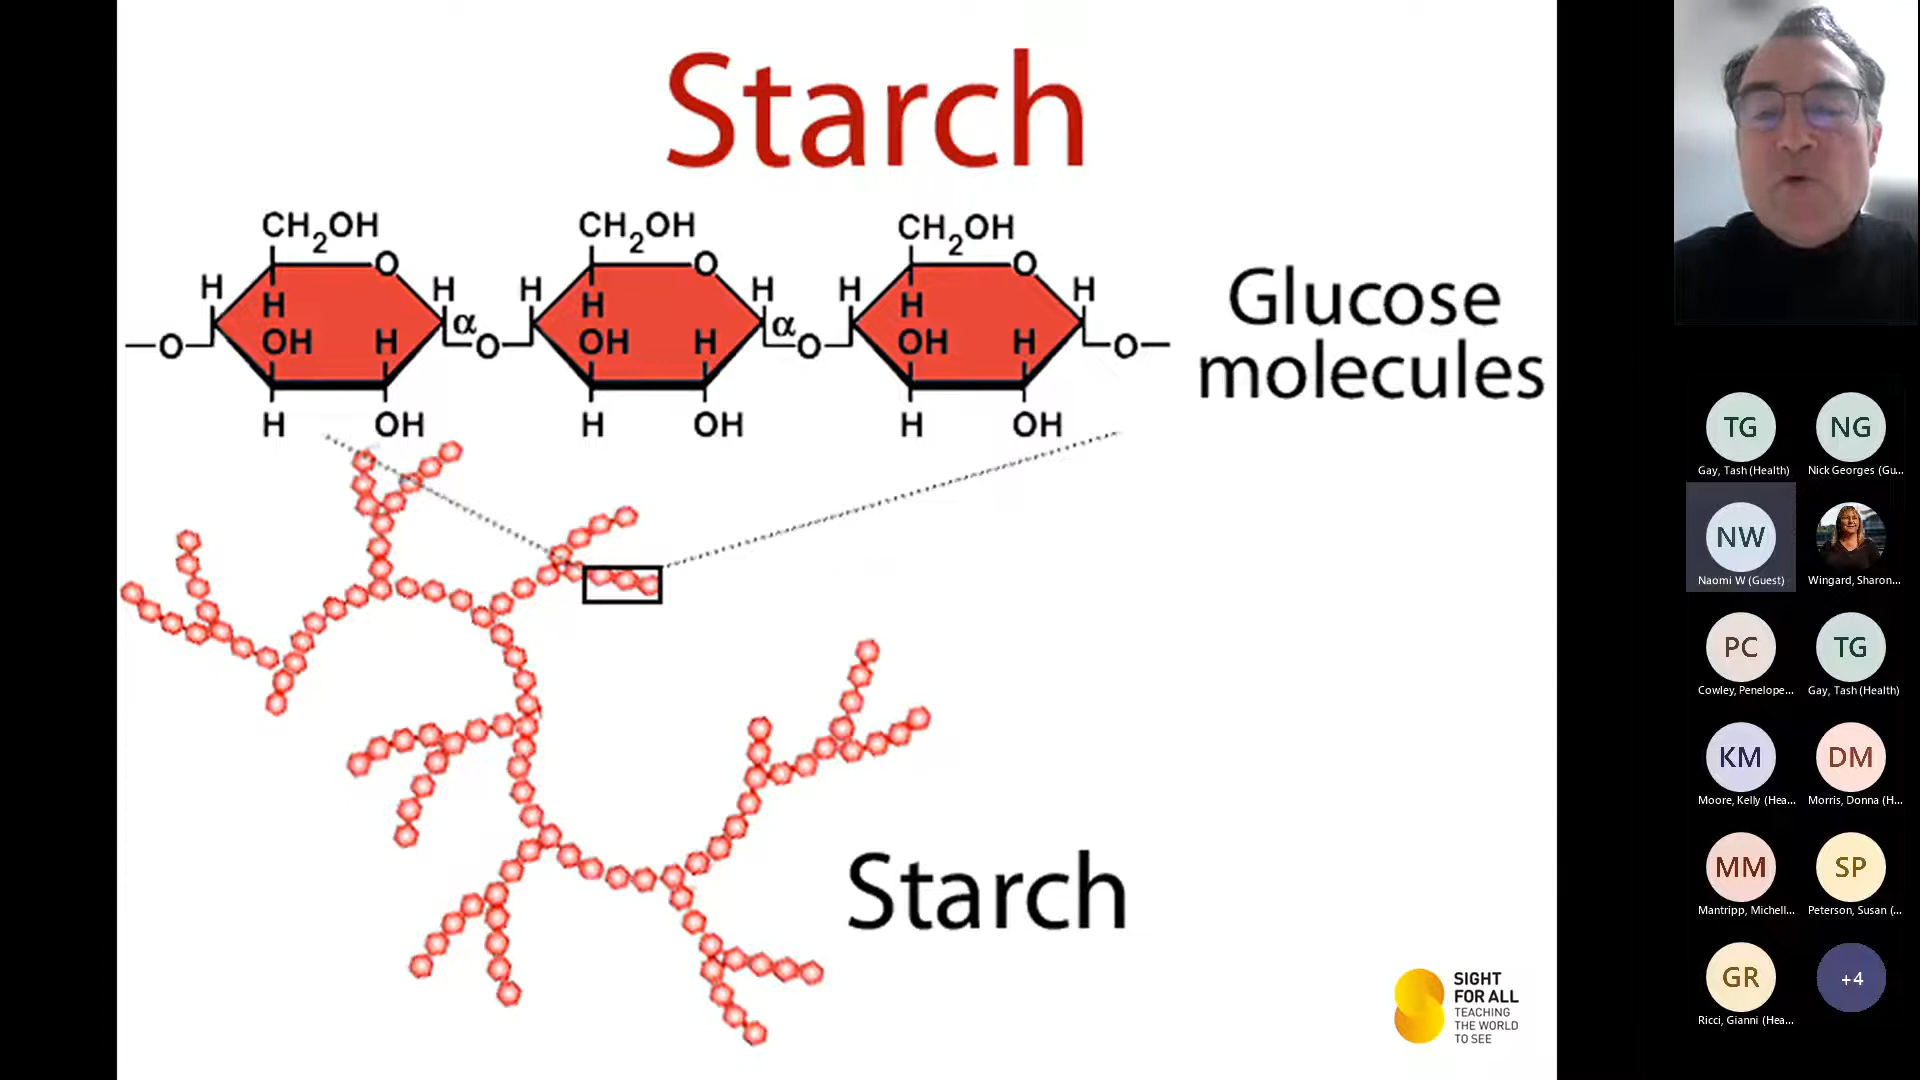 Starch
CH2OH CH2OH CH2OH
O O O
H H H H H H
H H H
α α
OH H OH H OH H
O O O O
H OH H OH H OH
Glucose
molecules
Starch
SIGHT
FOR ALL
TEACHING
THE WORLD
TO SEE
TG NG
Gay, Tash (Health) Nick Georges (Gu...
NW
Naomi W (Guest) Wingard, Sharon...
PC TG
Cowley, Penelope... Gay, Tash (Health)
KM DM
Moore, Kelly (Hea... Morris, Donna (H...
MM SP
Mantripp, Michell... Peterson, Susan (...
GR +4
Ricci, Gianni (Hea...